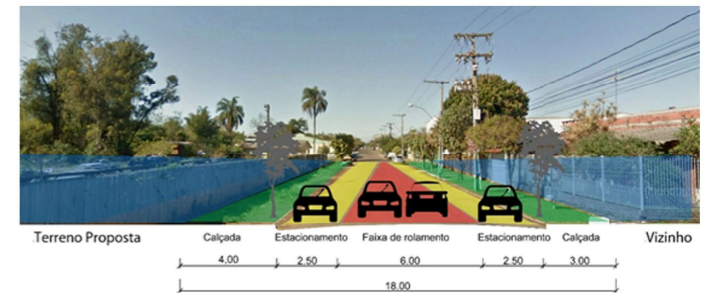 Terreno Proposta Calçada Estacionamento Faixa de rolamento Estacionamento Calçada Vizinho
4,00 2.50 6.00 2.50 3.00
18.00